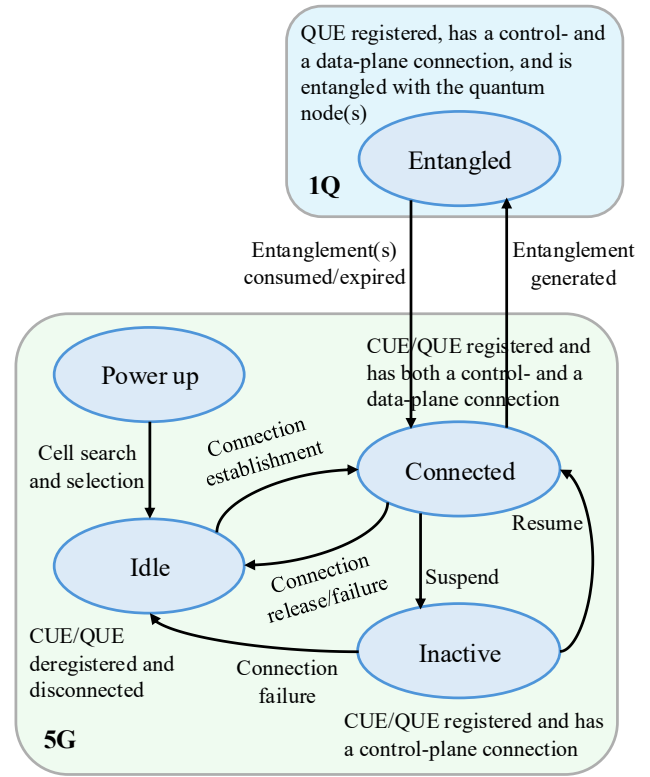 QUE registered, has a control- and
a data-plane connection, and is
entangled with the quantum
node(s)
Entangled
1Q
Entanglement(s)
consumed/expired
Entanglement
generated
CUE/QUE registered and
has both a control- and a
data-plane connection
Power up
Cell search
and selection
Connection
establishment
Connected
Resume
Idle
Connection
release/failure
Suspend
CUE/QUE
deregistered and
disconnected
Connection
failure
Inactive
CUE/QUE registered and has
a control-plane connection
5G